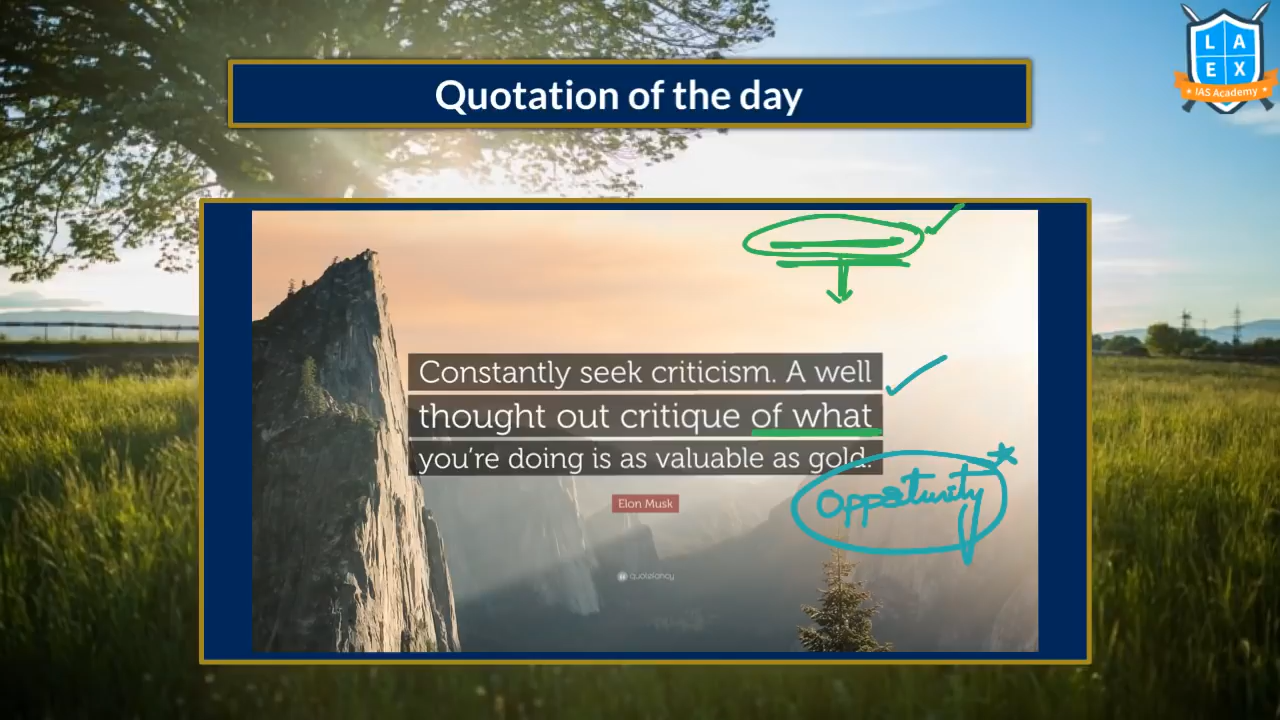 L A
E X
IAS Academy
Quotation of the day
Constantly seek criticism. A well
thought out critique of what
you're doing is as valuable as gold.
Elon Musk
Oppotunity
quotefancy